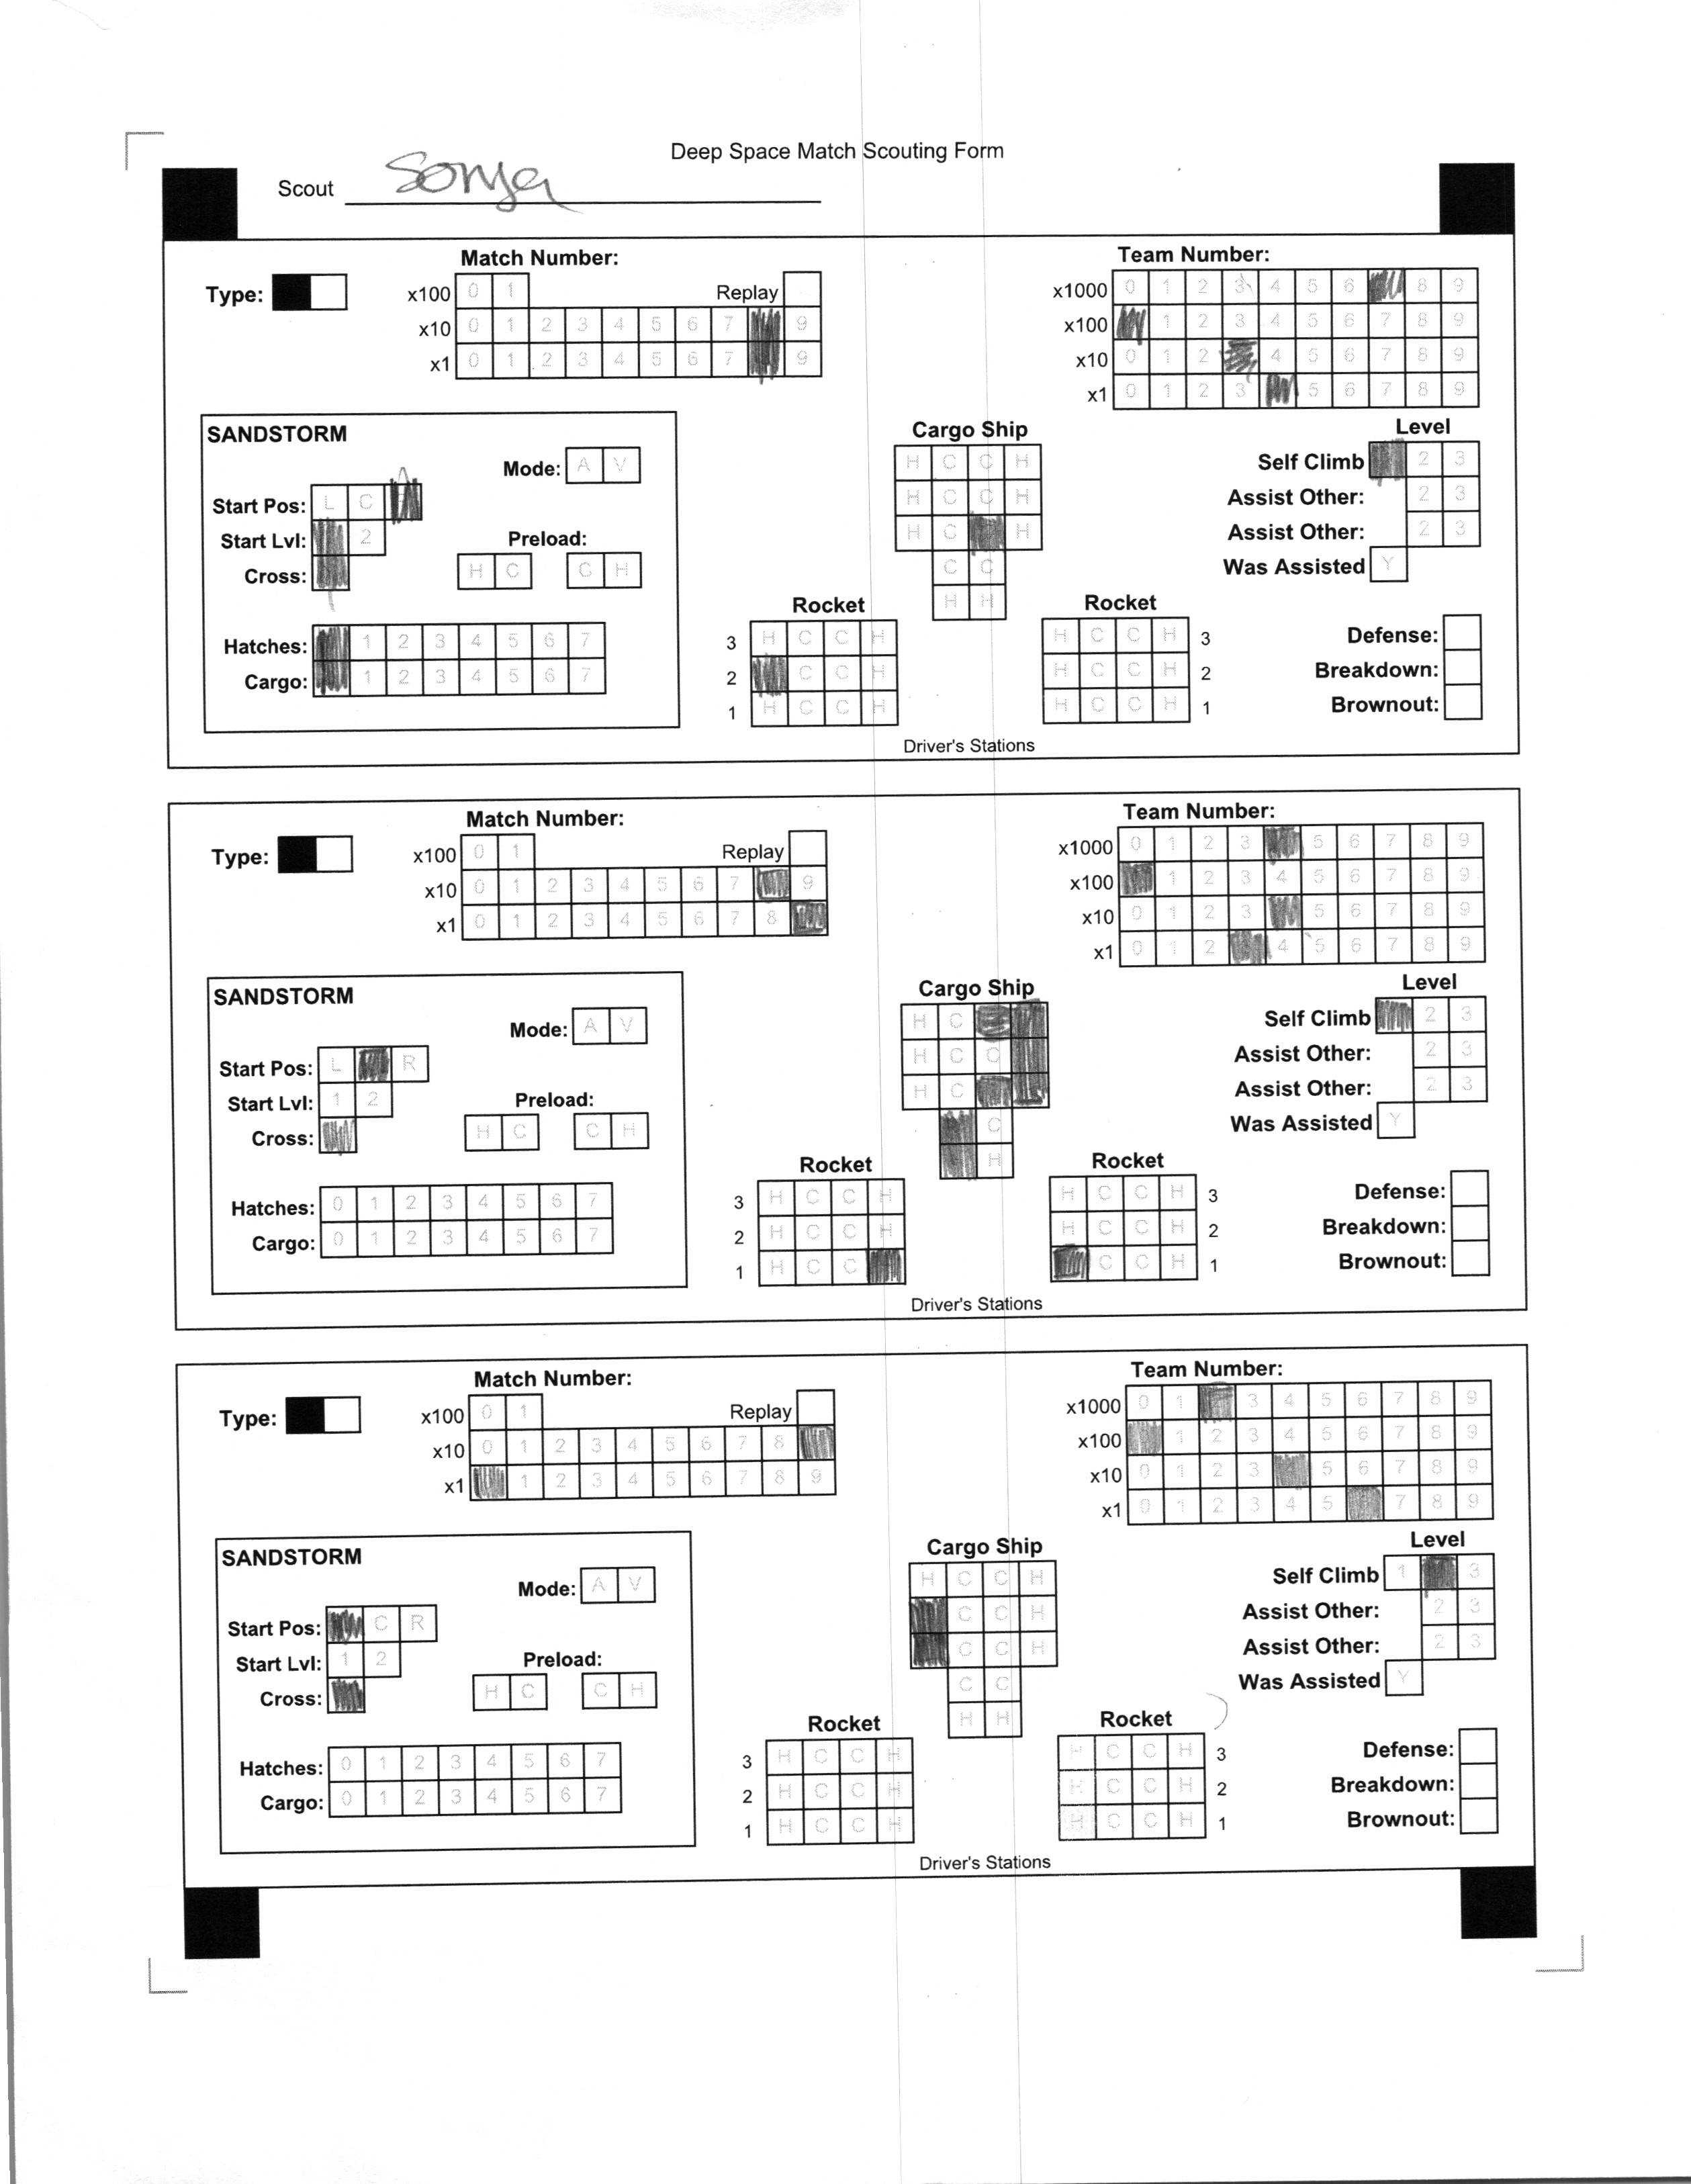 Deep Space Match Scouting Form
Scout Sonya
Match Number: Team Number:
Type: x100 0 1 Replay x1000 0 1 2 3 4 5 6 8 9
x10 0 1 2 3 4 5 6 7 9 x100 1 2 3 4 5 6 7 8 9
x1 0 1 2 3 4 5 6 7 9 x10 0 1 2 4 5 6 7 8 9
x1 0 1 2 3 5 6 7 8 9
SANDSTORM Cargo Ship Level
Mode: A V H C C H Self Climb 2 3
Start Pos: L C H C C H Assist Other: 2 3
Start Lvl: 2 Preload: H C H Assist Other: 2 3
Cross: H C C H C C Was Assisted Y
Rocket H H Rocket
Hatches: 1 2 3 4 5 6 7 3 H C C H H C C H 3 Defense:
Cargo: 1 2 3 4 5 6 7 2 C C H H C C H 2 Breakdown:
1 H C C H H C C H 1 Brownout:
Driver's Stations
Match Number: Team Number:
Type: x100 0 1 Replay x1000 0 1 2 3 5 6 7 8 9
x10 0 1 2 3 4 5 6 7 9 x100 1 2 3 4 5 6 7 8 9
x1 0 1 2 3 4 5 6 7 8 x10 0 1 2 3 5 6 7 8 9
x1 0 1 2 4 5 6 7 8 9
SANDSTORM Cargo Ship Level
Mode: A V H C Self Climb 2 3
Start Pos: L R H C C Assist Other: 2 3
Start Lvl: 1 2 Preload: H C Assist Other: 2 3
Cross: H C C H C Was Assisted Y
Rocket H Rocket
Hatches: 0 1 2 3 4 5 6 7 3 H C C H H C C H 3 Defense:
Cargo: 0 1 2 3 4 5 6 7 2 H C C H H C C H 2 Breakdown:
1 H C C C C H 1 Brownout:
Driver's Stations
Match Number: Team Number:
Type: x100 0 1 Replay x1000 0 1 3 4 5 6 7 8 9
x10 0 1 2 3 4 5 6 7 8 x100 1 2 3 4 5 6 7 8 9
x1 1 2 3 4 5 6 7 8 9 x10 0 1 2 3 5 6 7 8 9
x1 0 1 2 3 4 5 7 8 9
SANDSTORM Cargo Ship Level
Mode: A V H C C H Self Climb 1 3
Start Pos: C R C C H Assist Other: 2 3
Start Lvl: 1 2 Preload: C C H Assist Other: 2 3
Cross: H C C H C C Was Assisted Y
Rocket H H Rocket
Hatches: 0 1 2 3 4 5 6 7 3 H C C H H C C H 3 Defense:
Cargo: 0 1 2 3 4 5 6 7 2 H C C H H C C H 2 Breakdown:
1 H C C H H C C H 1 Brownout:
Driver's Stations